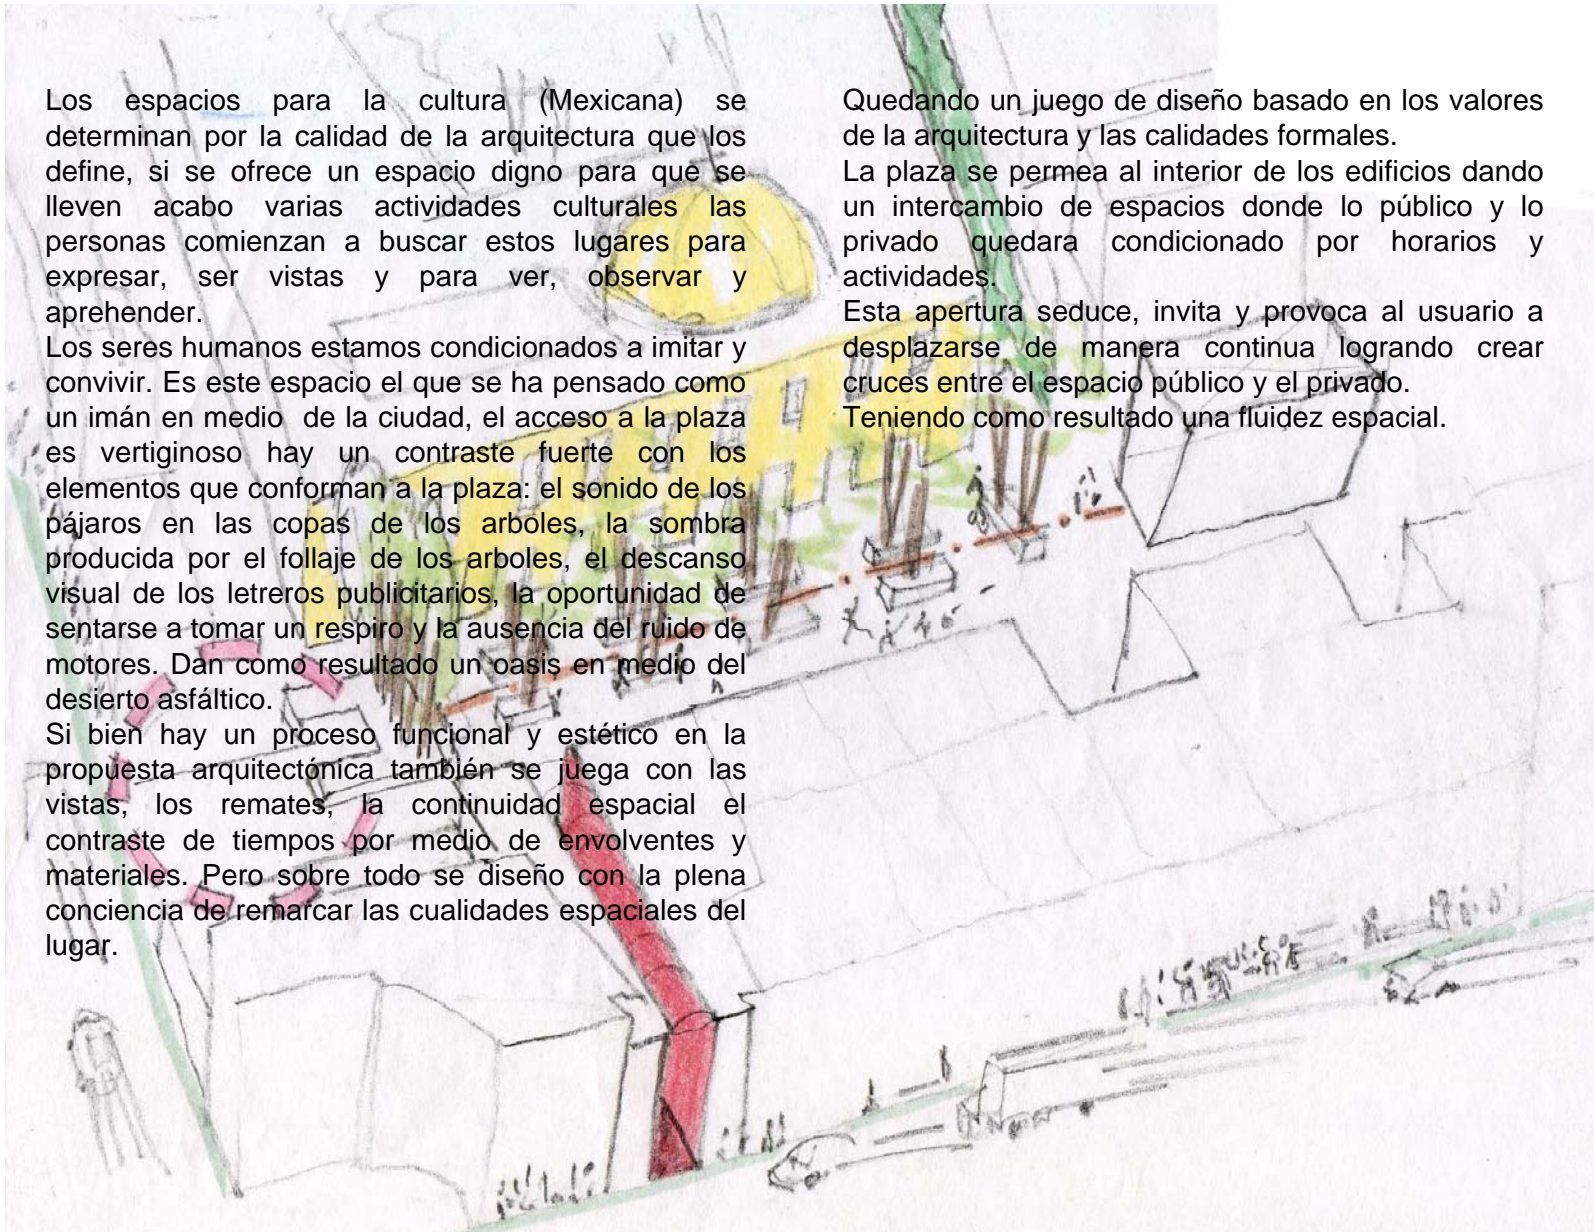 Los espacios para la cultura (Mexicana) se
determinan por la calidad de la arquitectura que los
define, si se ofrece un espacio digno para que se
lleven acabo varias actividades culturales las
personas comienzan a buscar estos lugares para
expresar, ser vistas y para ver, observar y
aprehender.
Los seres humanos estamos condicionados a imitar y
convivir. Es este espacio el que se ha pensado como
un imán en medio de la ciudad, el acceso a la plaza
es vertiginoso hay un contraste fuerte con los
elementos que conforman a la plaza: el sonido de los
pájaros en las copas de los arboles, la sombra
producida por el follaje de los arboles, el descanso
visual de los letreros publicitarios, la oportunidad de
sentarse a tomar un respiro y la ausencia del ruido de
motores. Dan como resultado un oasis en medio del
desierto asfáltico.
Si bien hay un proceso funcional y estético en la
propuesta arquitectónica también se juega con las
vistas, los remates, la continuidad espacial el
contraste de tiempos por medio de envolventes y
materiales. Pero sobre todo se diseño con la plena
conciencia de remarcar las cualidades espaciales del
lugar.
Quedando un juego de diseño basado en los valores
de la arquitectura y las calidades formales.
La plaza se permea al interior de los edificios dando
un intercambio de espacios donde lo público y lo
privado quedara condicionado por horarios y
actividades.
Esta apertura seduce, invita y provoca al usuario a
desplazarse de manera continua logrando crear
cruces entre el espacio público y el privado.
Teniendo como resultado una fluidez espacial.